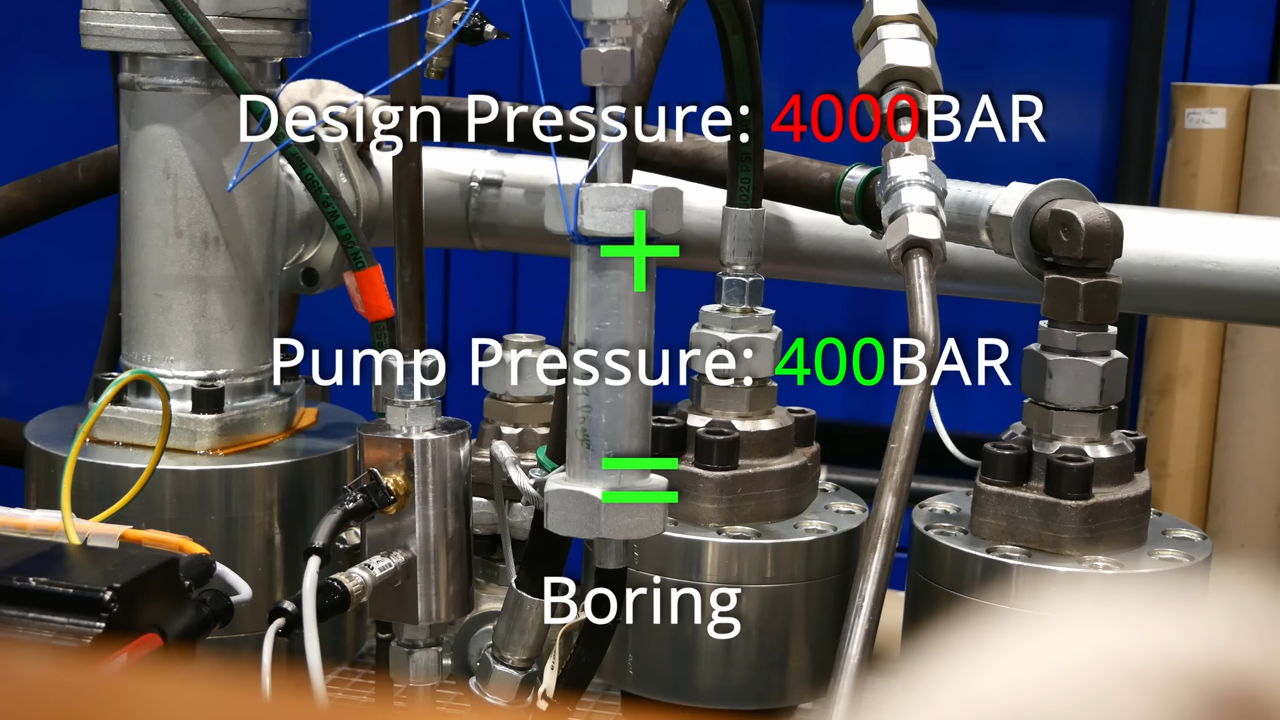 Design Pressure: 4000BAR
+
Pump Pressure: 400BAR
=
Boring